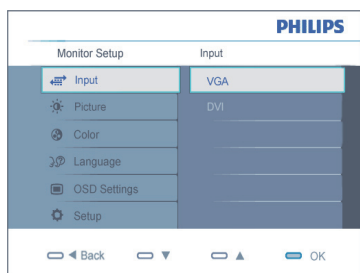 PHILIPS
Monitor Setup Input
Input VGA
Picture DVI
Color
Language
OSD Settings
Setup
Back OK